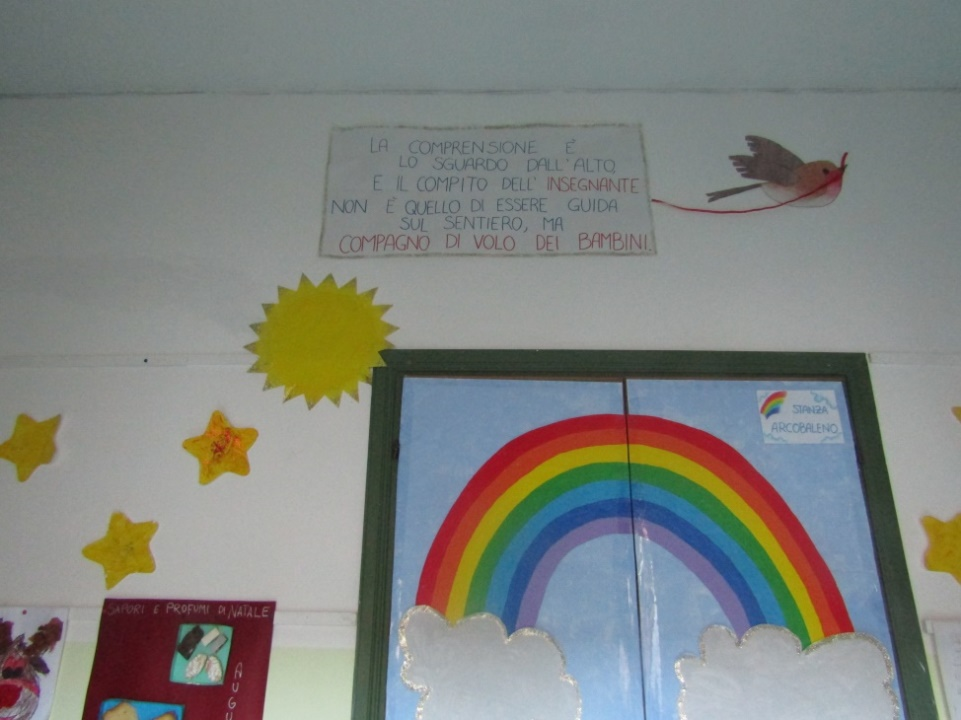 LA COMPRENSIONE É
LO SGUARDO DALL'ALTO.
E IL COMPITO DELL'INSEGNANTE
NON É QUELLO DI ESSERE GUIDA
SUL SENTIERO, MA
COMPAGNO DI VOLO DEI BAMBINI.
STANZA
ARCOBALENO
SAPORI E PROFUMI DI NATALE
AUGU